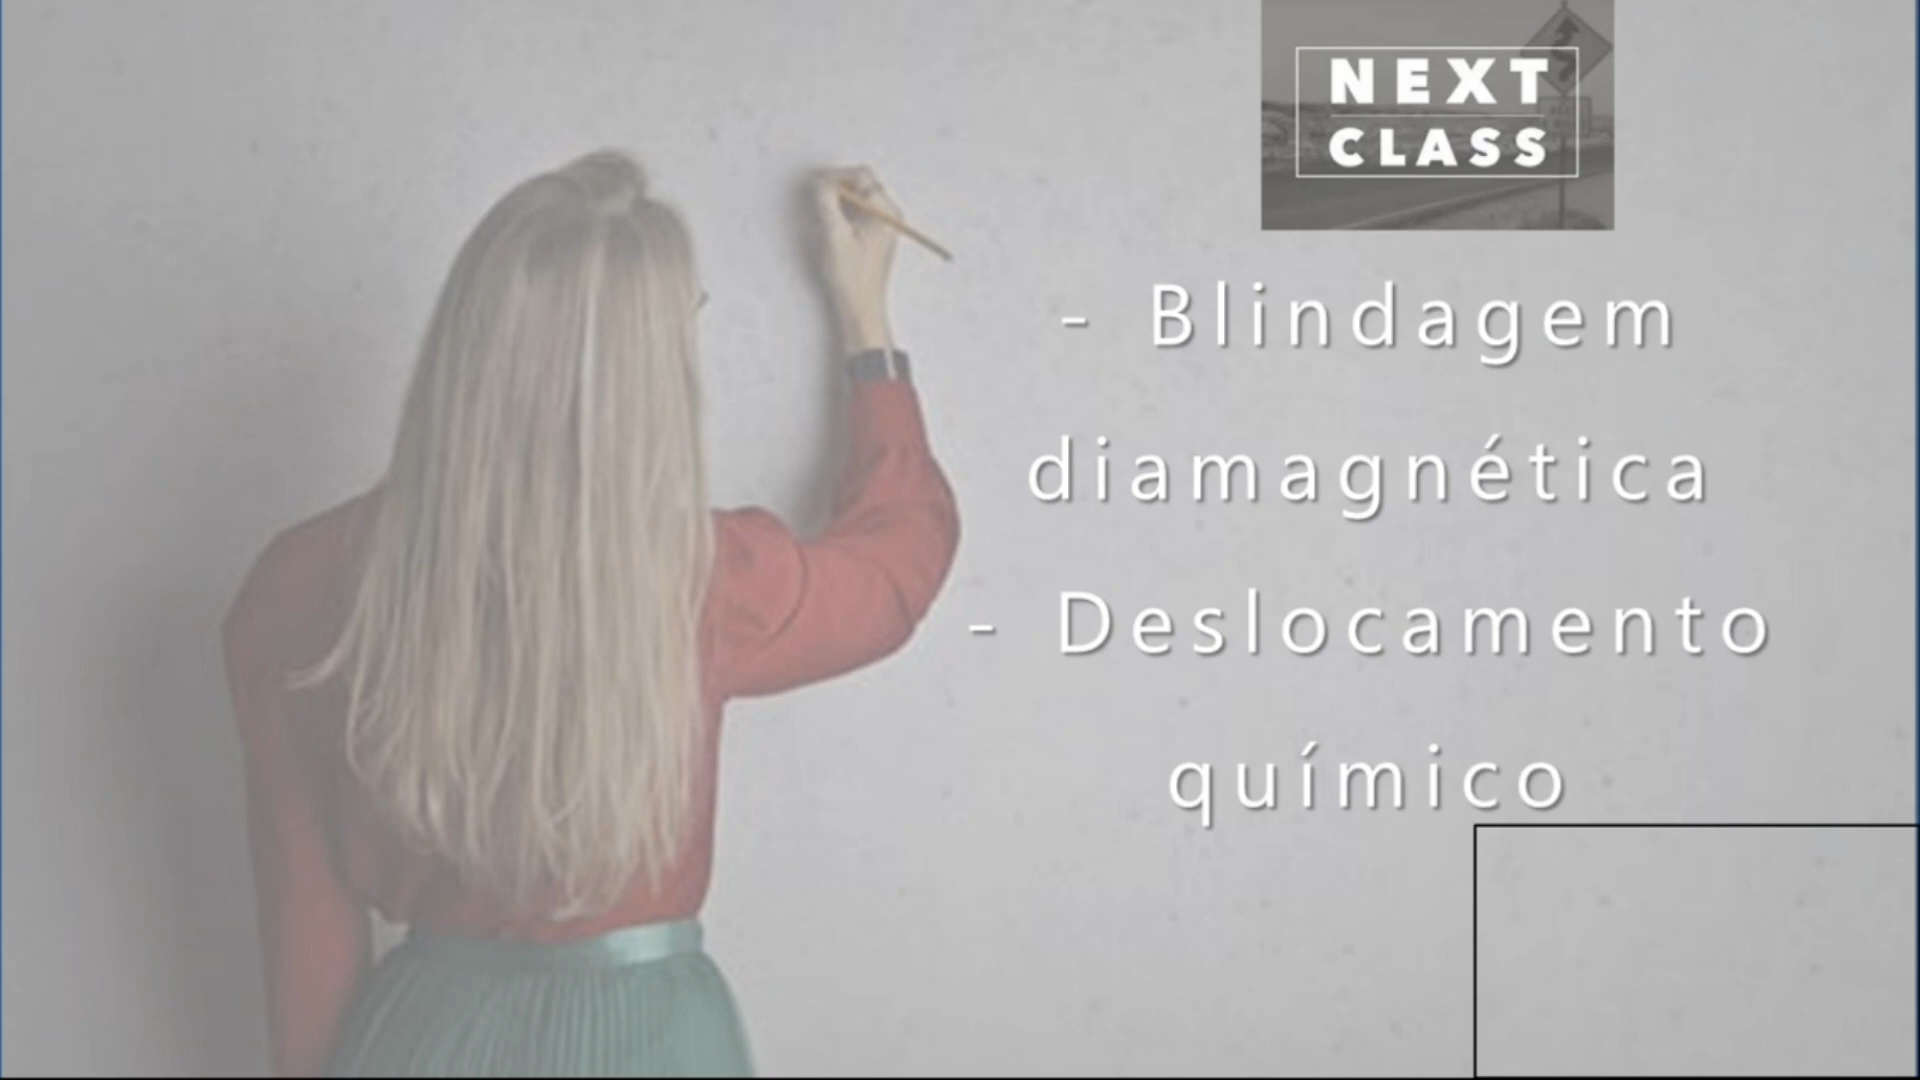 NEXT
CLASS
- Blindagem
diamagnética
- Deslocamento
químico